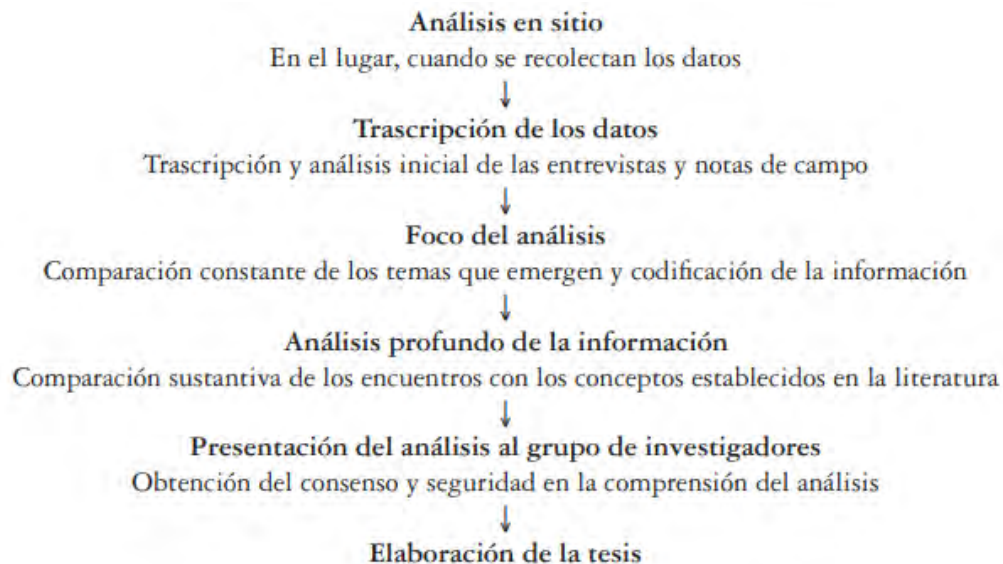 Análisis en sitio
En el lugar, cuando se recolectan los datos
↓
Trascripción de los datos
Trascripción y análisis inicial de las entrevistas y notas de campo
↓
Foco del análisis
Comparación constante de los temas que emergen y codificación de la información
↓
Análisis profundo de la información
Comparación sustantiva de los encuentros con los conceptos establecidos en la literatura
↓
Presentación del análisis al grupo de investigadores
Obtención del consenso y seguridad en la comprensión del análisis
↓
Elaboración de la tesis